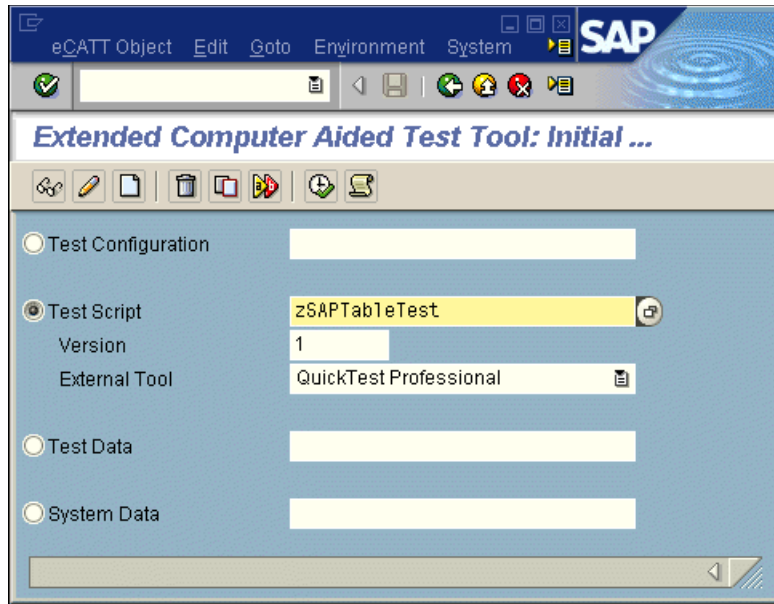 eCATT Object Edit Goto Environment System SAP
Extended Computer Aided Test Tool: Initial ...
Test Configuration
Test Script zSAPTableTest
Version 1
External Tool QuickTest Professional
Test Data
System Data